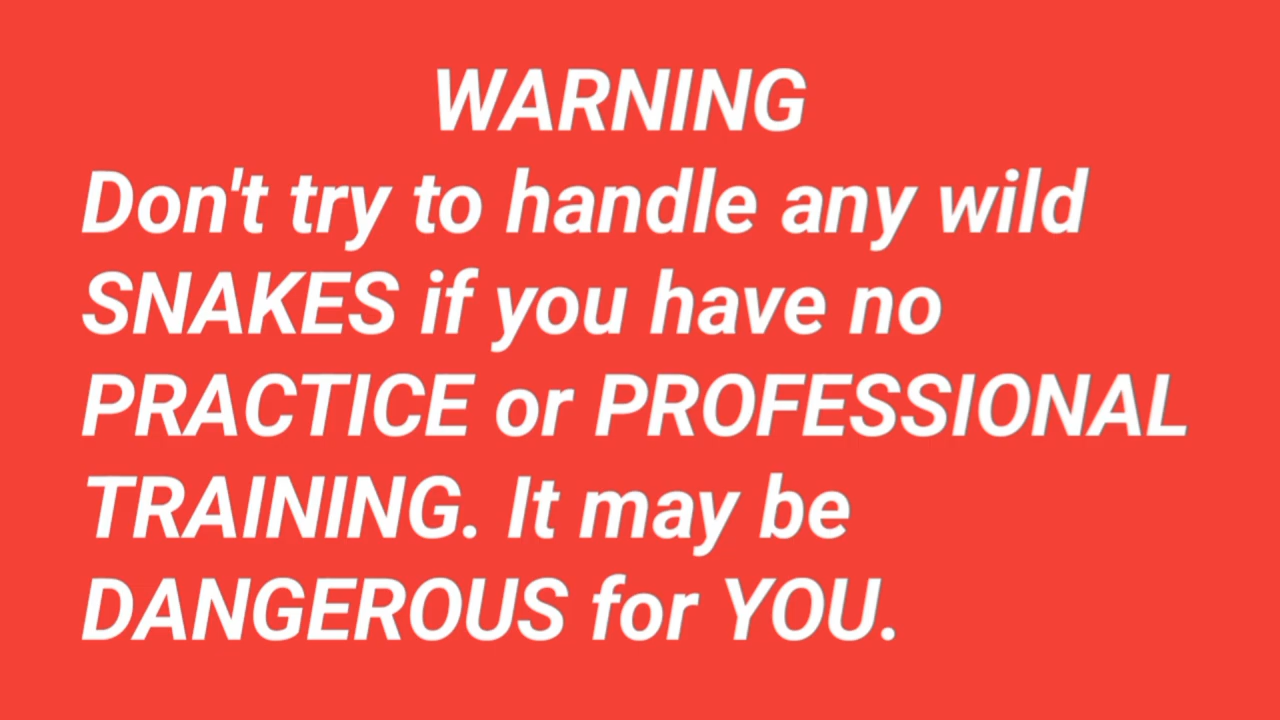 WARNING
Don't try to handle any wild
SNAKES if you have no
PRACTICE or PROFESSIONAL
TRAINING. It may be
DANGEROUS for YOU.